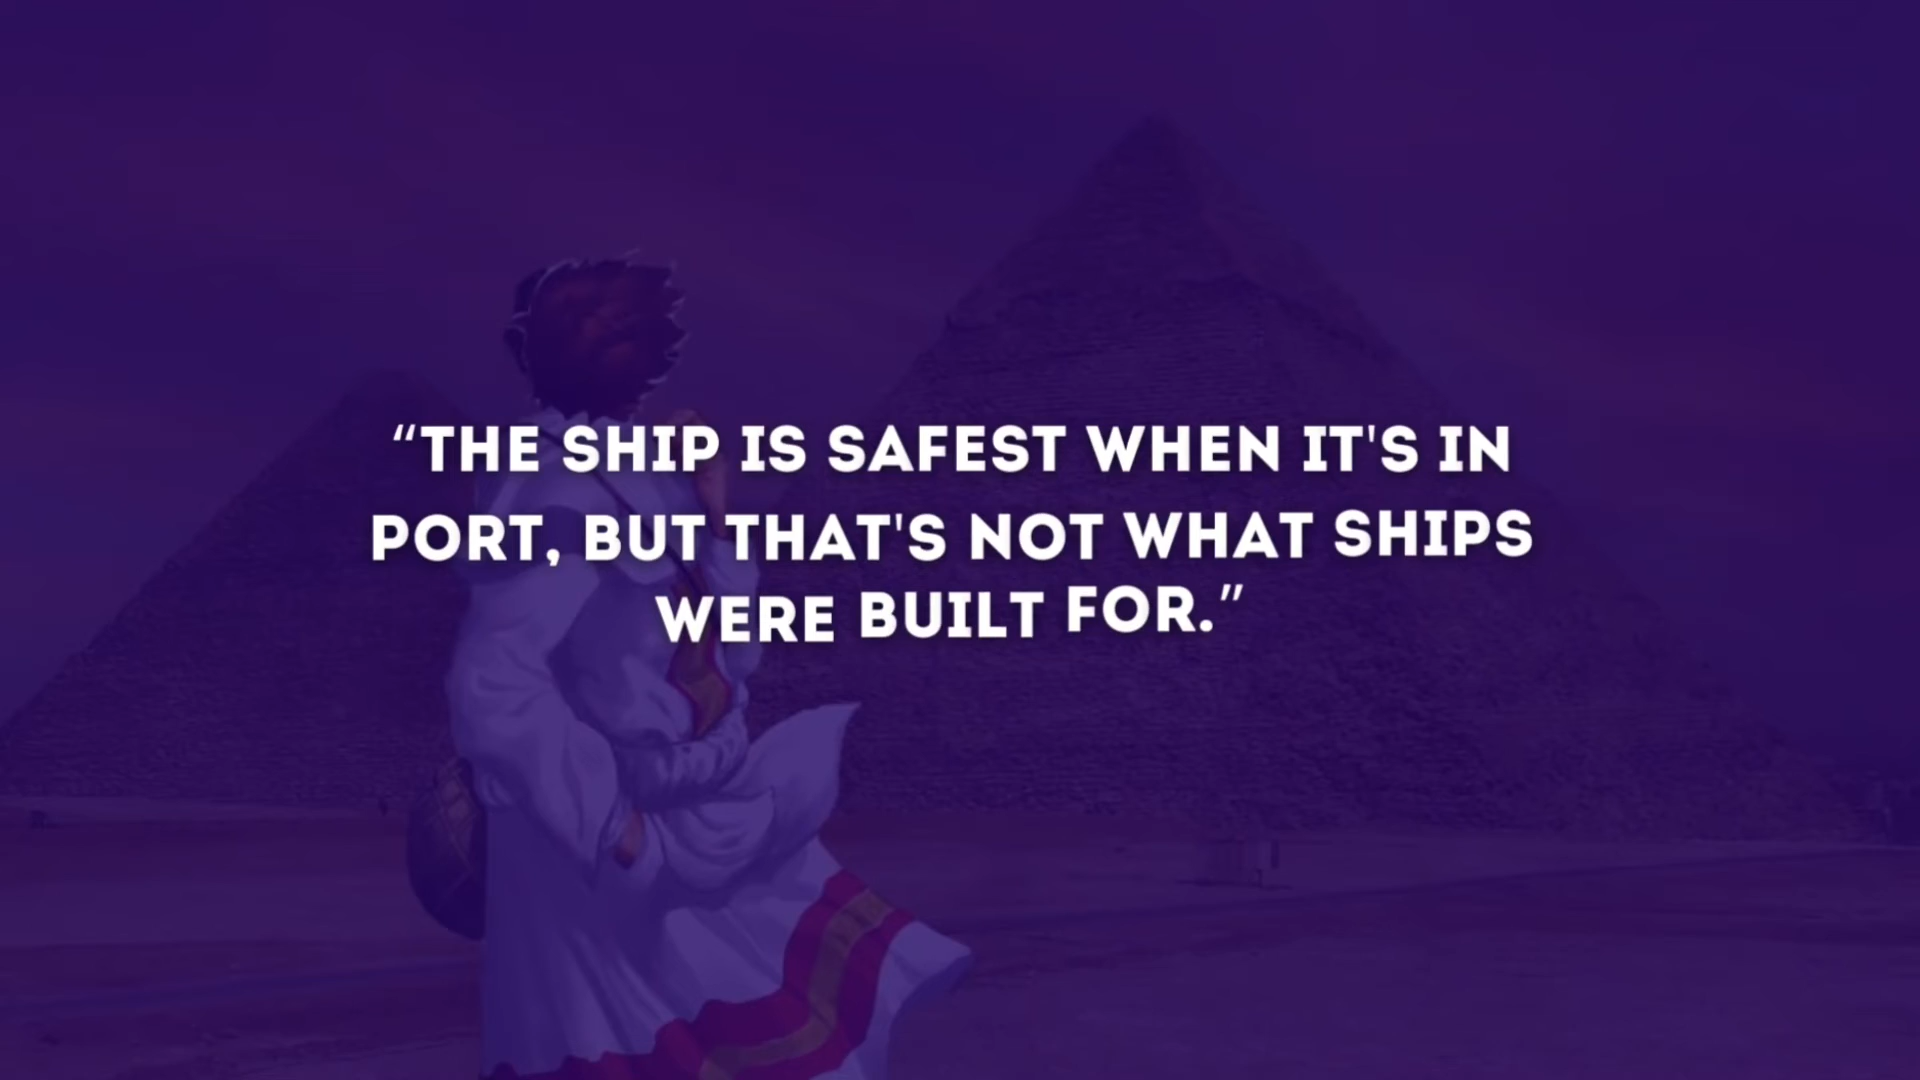 “THE SHIP IS SAFEST WHEN IT'S IN
PORT, BUT THAT'S NOT WHAT SHIPS
WERE BUILT FOR.”